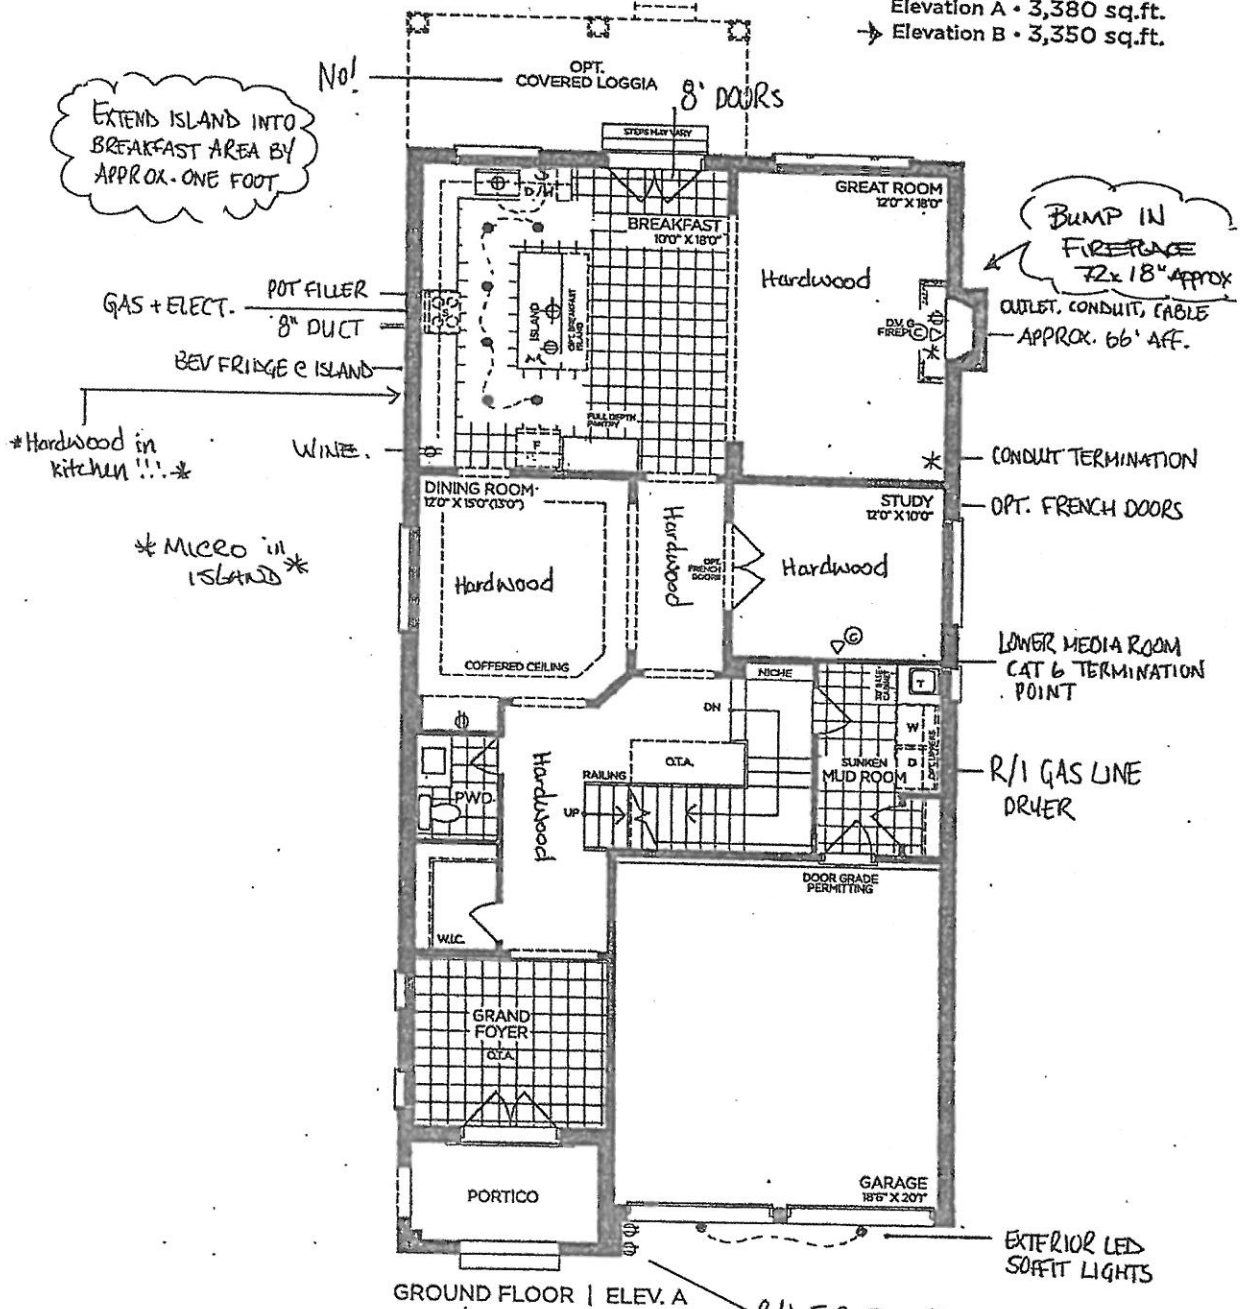 Elevation A • 3,380 sq.ft.
Elevation B • 3,350 sq.ft.
No!
OPT.
COVERED LOGGIA
8' DOORS
STEPS MAY VARY
EXTEND ISLAND INTO
BREAKFAST AREA BY
APPROX. ONE FOOT
D/W
GREAT ROOM
12'0" X 18'0"
BREAKFAST
10'0" X 18'0"
BUMP IN
FIREPLACE
72x18" Approx
Hardwood
POT FILLER
GAS + ELECT.
8" DUCT
BEV FRIDGE @ ISLAND
ISLAND
OPT. BREAKFAST
ISLAND
D.V. G
FIREPL
C
OUTLET, CONDUIT, CABLE
APPROX. 66' AFF.
*Hardwood in
kitchen !!! *
WINE.
FULL DEPTH
PANTRY
F
CONDUIT TERMINATION
DINING ROOM
12'0" X 15'0"(13'0")
STUDY
12'0" X 10'0"
OPT. FRENCH DOORS
* MICRO in *
ISLAND
Hardwood
Hardwood
OPT.
FRENCH
DOORS
Hardwood
COFFERED CEILING
C
LOWER MEDIA ROOM
CAT 6 TERMINATION
POINT
NICHE
DN
T
W
D
SUNKEN
MUD ROOM
R/I GAS LINE
DRYER
O.T.A.
RAILING
UP
Hardwood
PWD.
W.I.C.
DOOR GRADE
PERMITTING
GRAND
FOYER
O.T.A.
PORTICO
GARAGE
18'6" X 20'1"
EXTERIOR LED
SOFFIT LIGHTS
GROUND FLOOR | ELEV. A